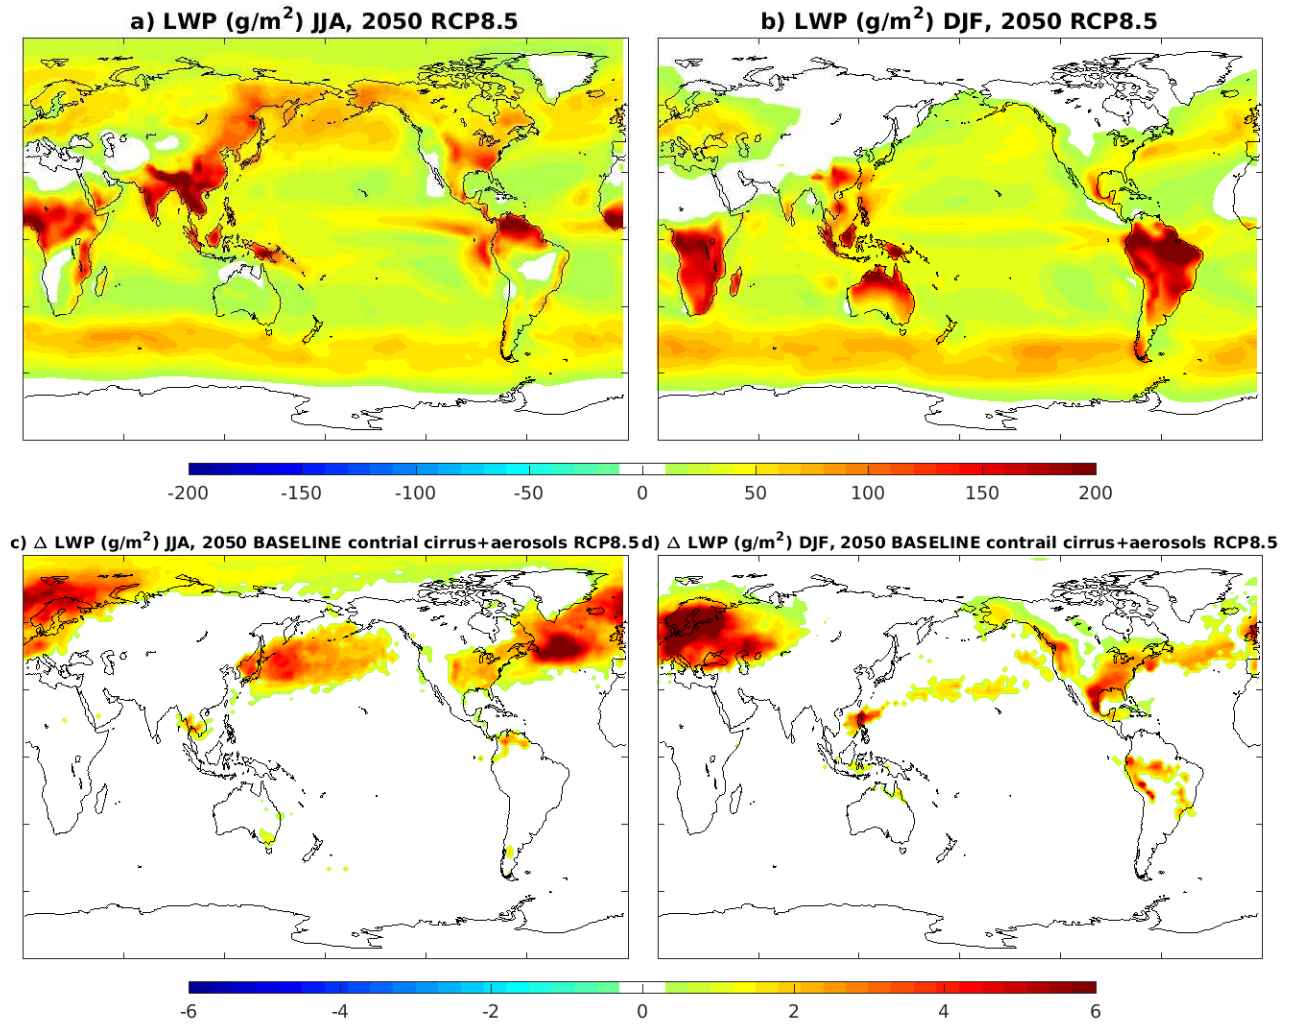 a) LWP (g/m²) JJA, 2050 RCP8.5
b) LWP (g/m²) DJF, 2050 RCP8.5
-200 -150 -100 -50 0 50 100 150 200
c) Δ LWP (g/m²) JJA, 2050 BASELINE contrial cirrus+aerosols RCP8.5
d) Δ LWP (g/m²) DJF, 2050 BASELINE contrail cirrus+aerosols RCP8.5
-6 -4 -2 0 2 4 6